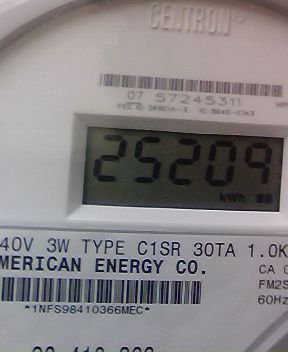 CENTRON®
07 57245311
25209
kWh
40V 3W TYPE C1SR 30TA 1.0K
MERICAN ENERGY CO.
CA 0
FM2S
60Hz
*1NFS98410366MEC*